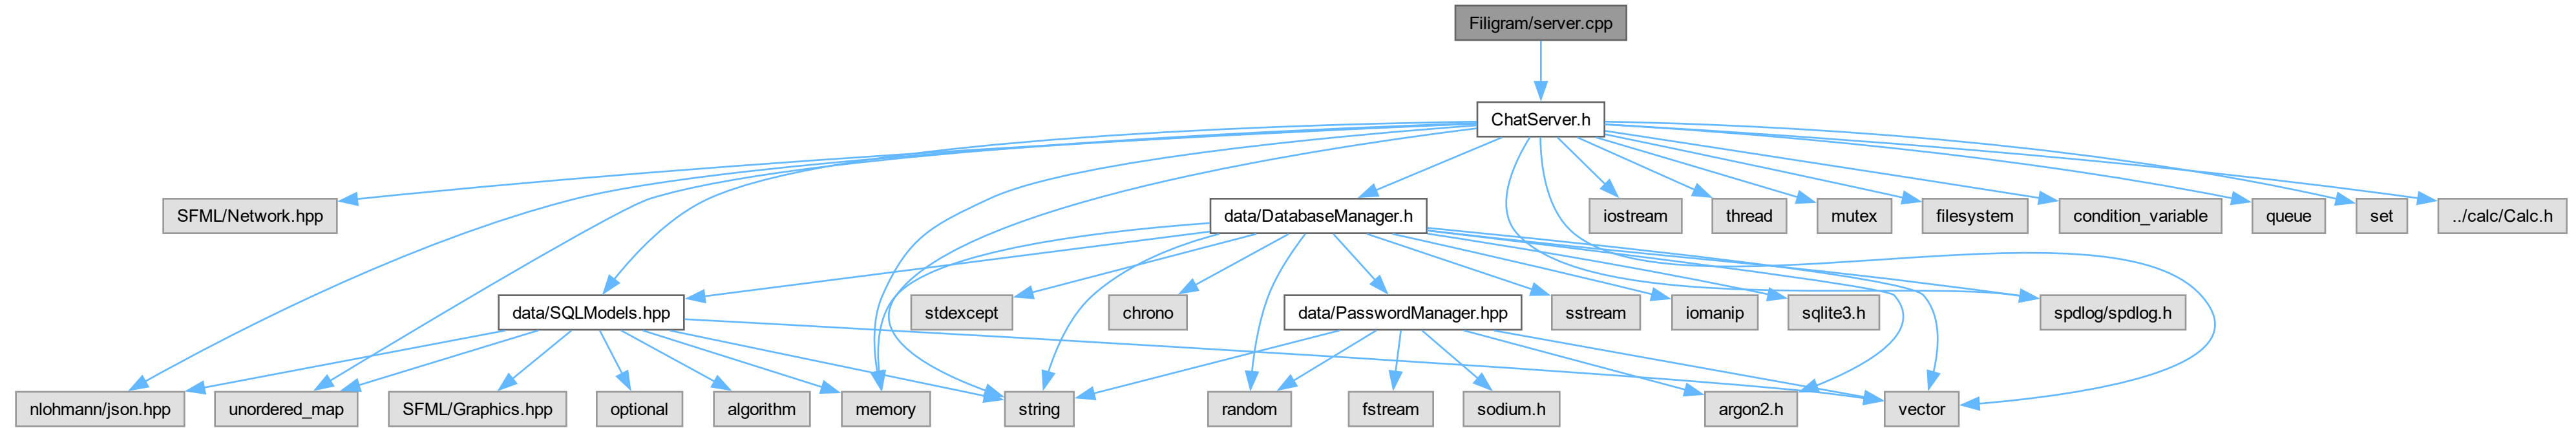 Filigram/server.cpp
ChatServer.h
SFML/Network.hpp
data/DatabaseManager.h
iostream
thread
mutex
filesystem
condition_variable
queue
set
../calc/Calc.h
data/SQLModels.hpp
stdexcept
chrono
data/PasswordManager.hpp
sstream
iomanip
sqlite3.h
spdlog/spdlog.h
nlohmann/json.hpp
unordered_map
SFML/Graphics.hpp
optional
algorithm
memory
string
random
fstream
sodium.h
argon2.h
vector